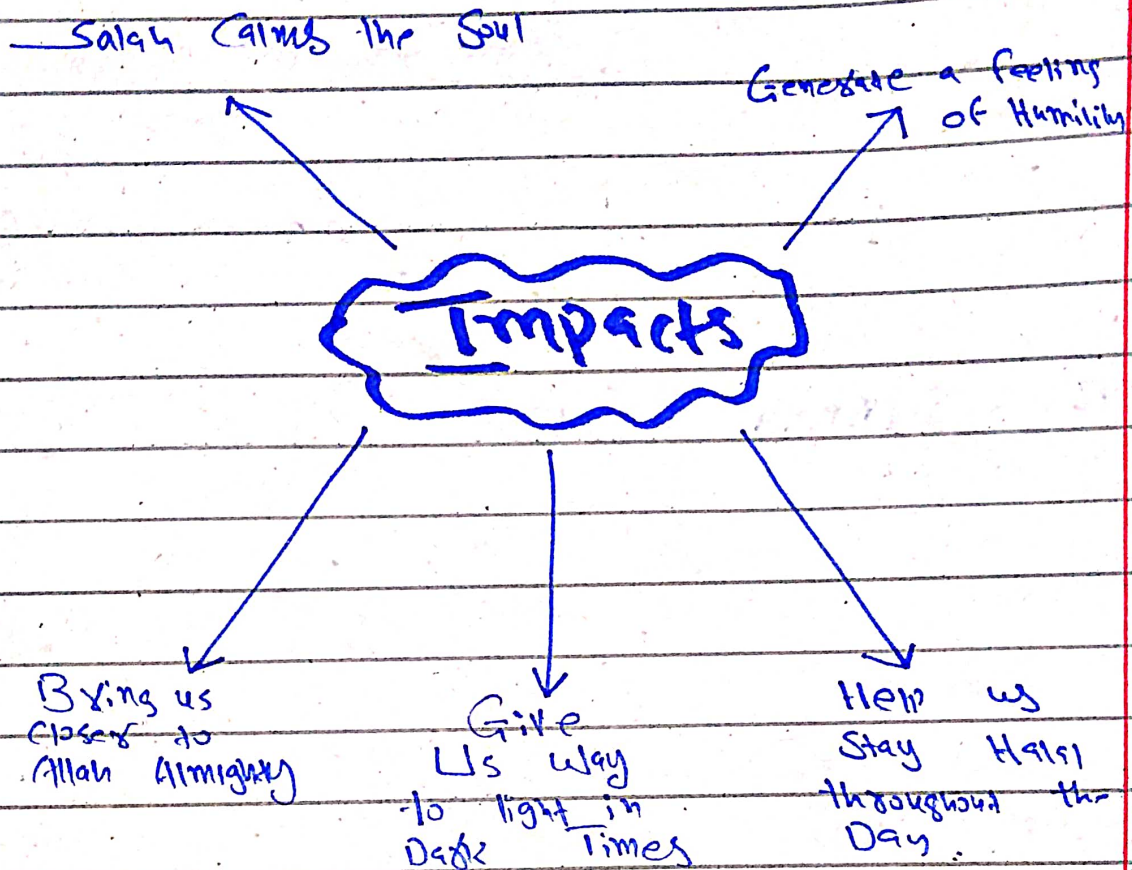 Salah Calms the Soul
Generate a feeling
of Humility
Impacts
Bring us
closer to
Allah Almighty
Give
Us way
to light in
Dark Times
Help us
Stay Halal
throughout the
Day.